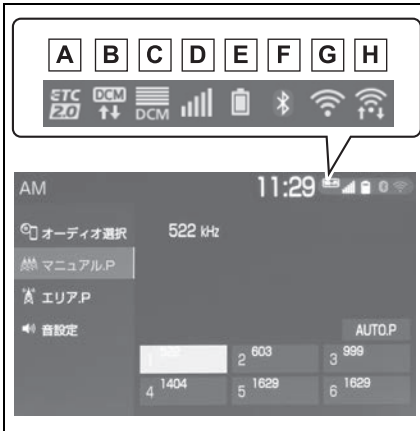 A B C D E F G H
ETC 2.0 DCM DCM
AM 11:29
オーディオ選択 522 kHz
マニュアル.P
エリア.P
音設定 AUTO.P
1 522 2 603 3 999
4 1404 5 1629 6 1629